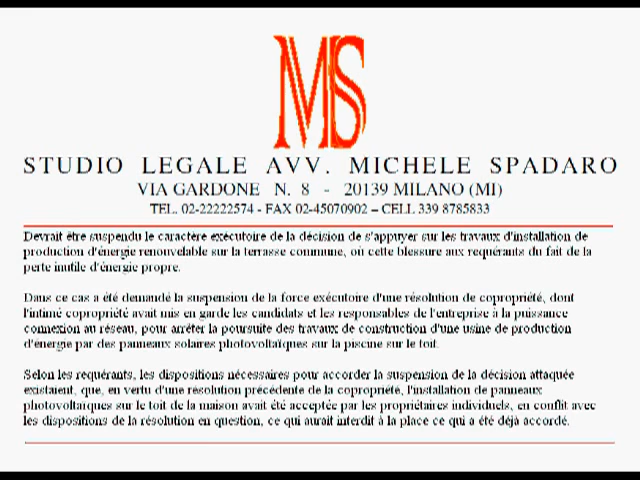 MS
STUDIO LEGALE AVV. MICHELE SPADARO
VIA GARDONE N. 8 - 20139 MILANO (MI)
TEL. 02-22222574 - FAX 02-45070902 – CELL 339 8785833
Devrait être suspendu le caractère exécutoire de la décision de s'appuyer sur les travaux d'installation de
production d'énergie renouvelable sur la terrasse commune, où cette blessure aux requérants du fait de la
perte inutile d'énergie propre.
Dans ce cas a été demandé la suspension de la force exécutoire d'une résolution de copropriété, dont
l'intimé copropriété avait mis en garde les candidats et les responsables de l'entreprise à la puissance
connexion au réseau, pour arrêter la poursuite des travaux de construction d'une usine de production
d'énergie par des panneaux solaires photovoltaïques sur la piscine sur le toit.
Selon les requérants, les dispositions nécessaires pour accorder la suspension de la décision attaquée
existaient, que, en vertu d'une résolution précédente de la copropriété, l'installation de panneaux
photovoltaïques sur le toit de la maison avait été acceptée par les propriétaires individuels, en conflit avec
les dispositions de la résolution en question, ce qui aurait interdit à la place ce qui a été déjà accordé.